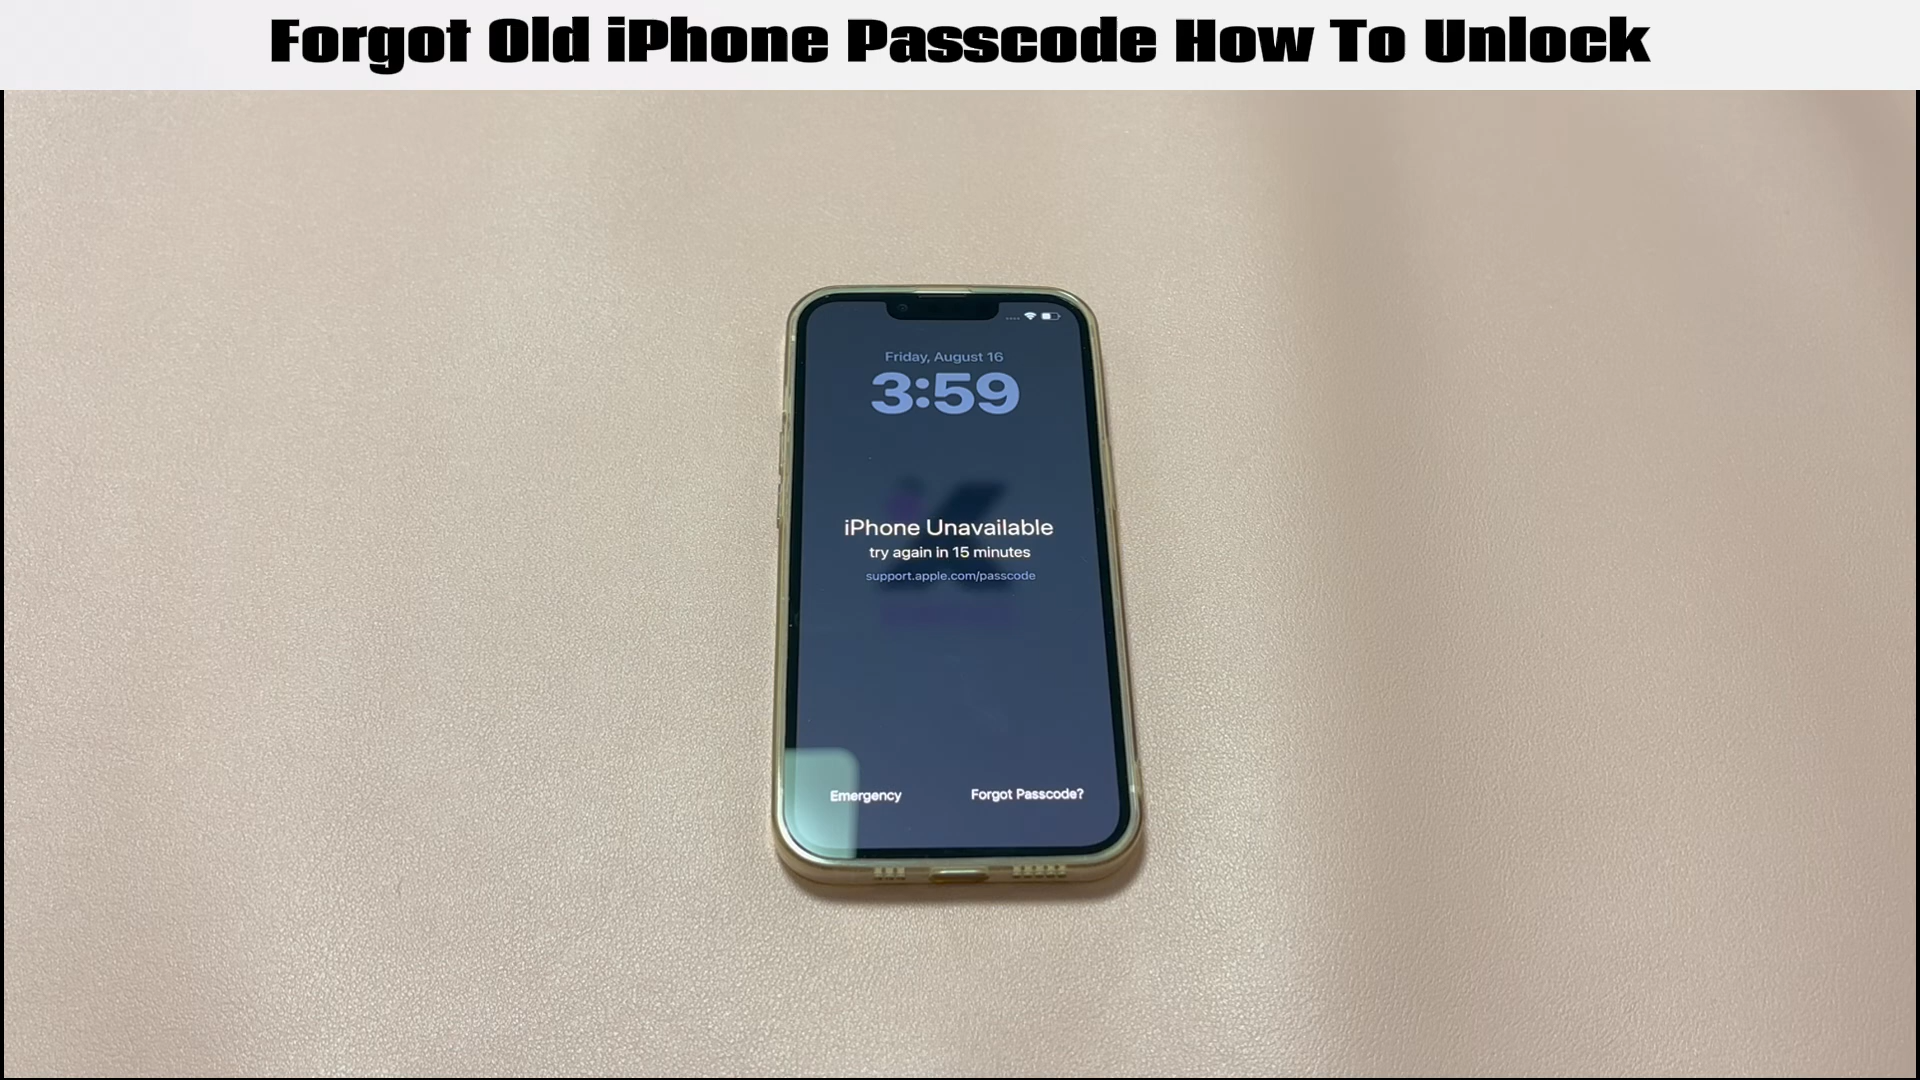 Forgot Old iPhone Passcode How To Unlock
Friday, August 16
3:59
iPhone Unavailable
try again in 15 minutes
support.apple.com/passcode
Emergency
Forgot Passcode?